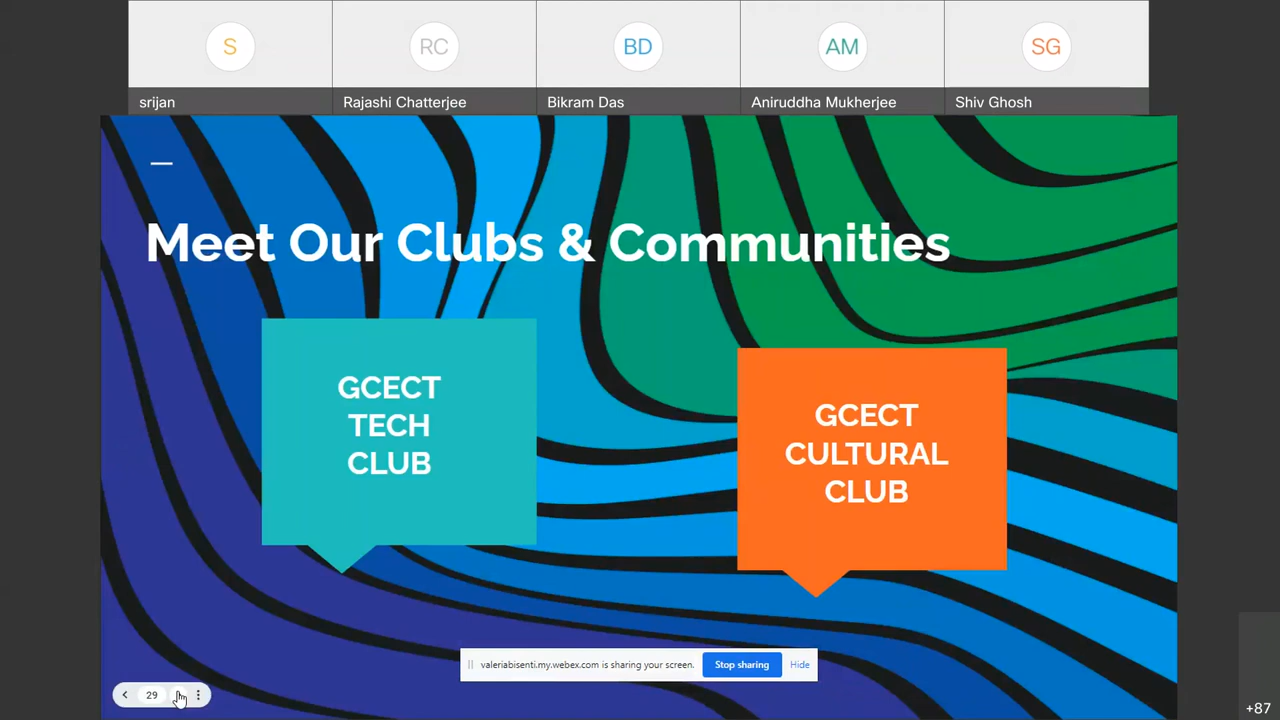 S
RC
BD
AM
SG
srijan
Rajashi Chatterjee
Bikram Das
Aniruddha Mukherjee
Shiv Ghosh
Meet Our Clubs & Communities
GCECT
TECH
CLUB
GCECT
CULTURAL
CLUB
valeriabisenti.my.webex.com is sharing your screen.
Stop sharing
Hide
29
+87